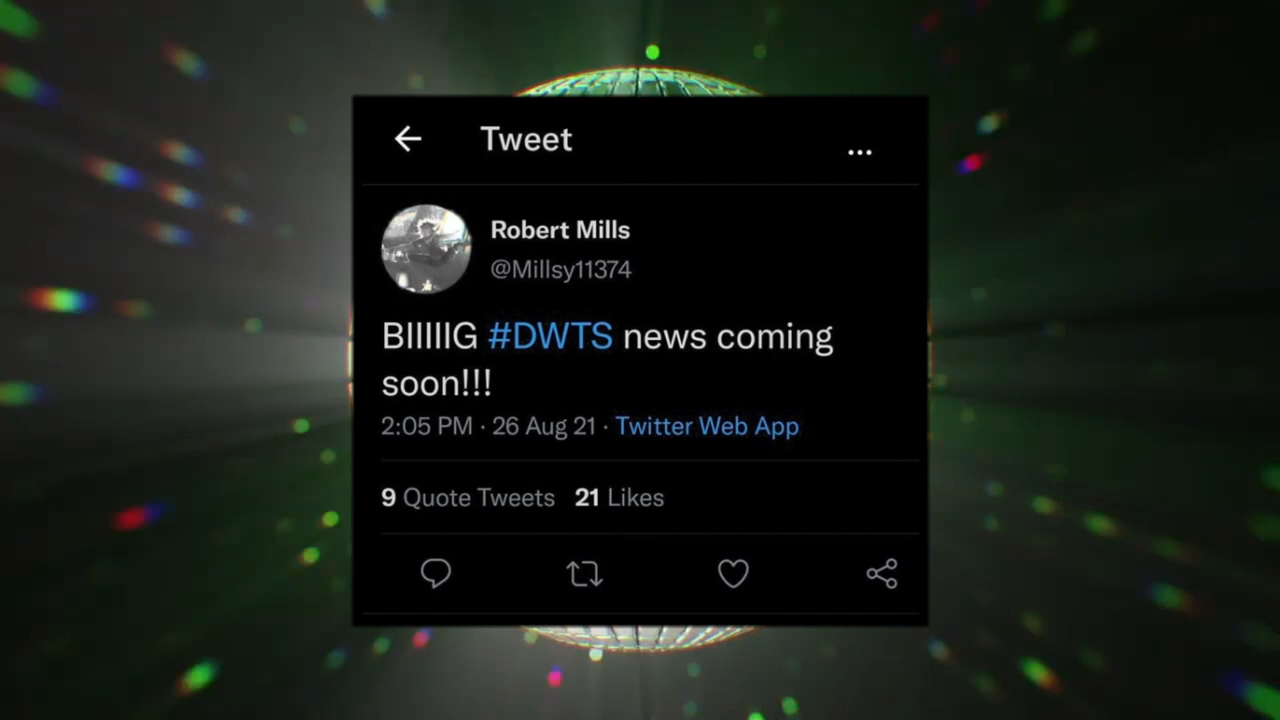 Tweet
Robert Mills
@Millsy11374
BIIIIIG #DWTS news coming
soon!!!
2:05 PM · 26 Aug 21 · Twitter Web App
9 Quote Tweets 21 Likes